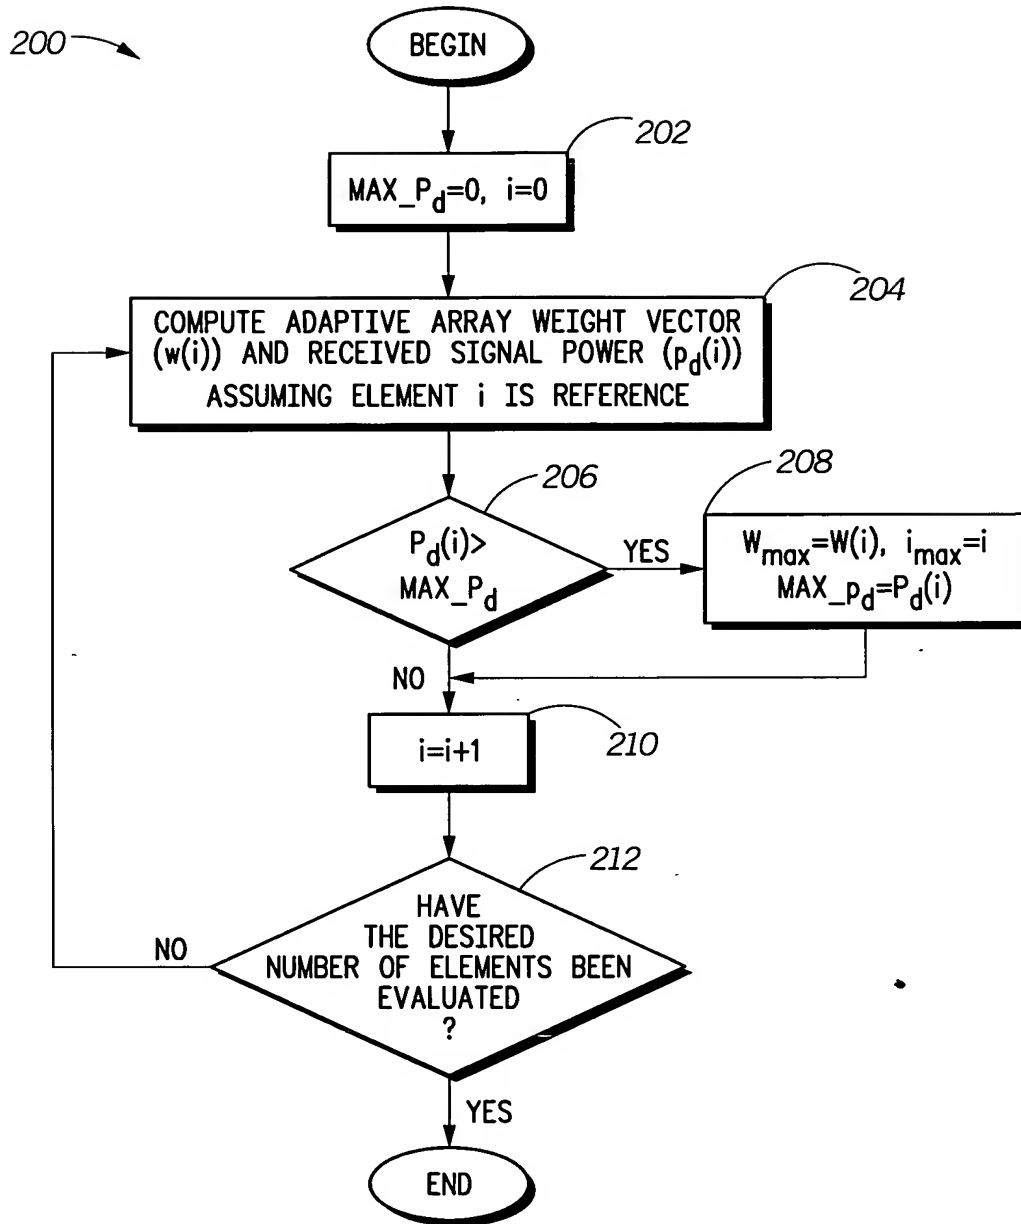 200
BEGIN
202
MAX_Pd=0, i=0
204
COMPUTE ADAPTIVE ARRAY WEIGHT VECTOR
(w(i)) AND RECEIVED SIGNAL POWER (pd(i))
ASSUMING ELEMENT i IS REFERENCE
206
Pd(i)>
MAX_Pd
YES
208
Wmax=W(i), imax=i
MAX_pd=Pd(i)
NO
i=i+1
210
212
HAVE
THE DESIRED
NUMBER OF ELEMENTS BEEN
EVALUATED
?
NO
YES
END